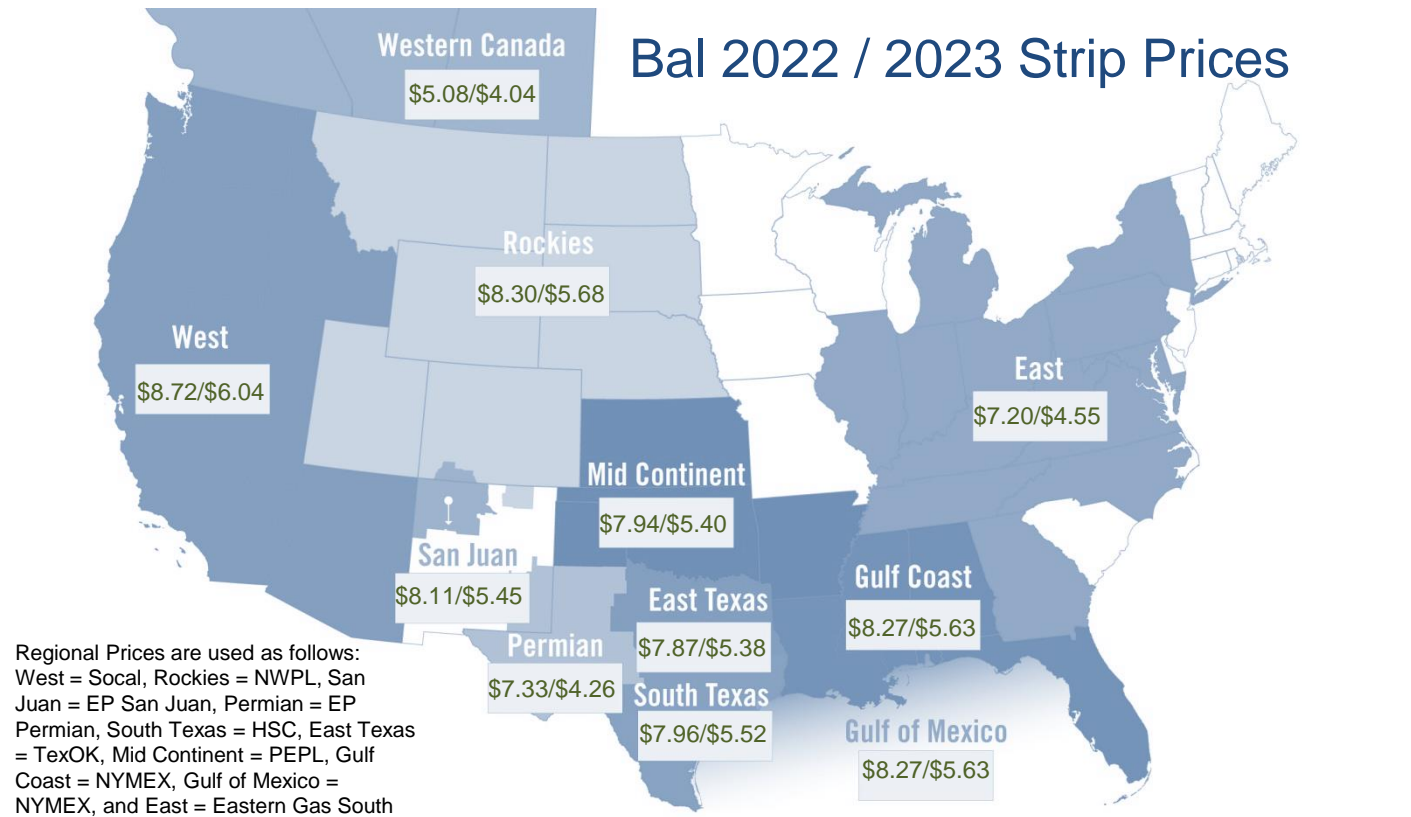 Bal 2022 / 2023 Strip Prices
Western Canada
$5.08/$4.04
Rockies
$8.30/$5.68
West
$8.72/$6.04
East
$7.20/$4.55
Mid Continent
$7.94/$5.40
San Juan
$8.11/$5.45
East Texas
$7.87/$5.38
Gulf Coast
$8.27/$5.63
Permian
$7.33/$4.26
South Texas
$7.96/$5.52
Gulf of Mexico
$8.27/$5.63
Regional Prices are used as follows:
West = Socal, Rockies = NWPL, San
Juan = EP San Juan, Permian = EP
Permian, South Texas = HSC, East Texas
= TexOK, Mid Continent = PEPL, Gulf
Coast = NYMEX, Gulf of Mexico =
NYMEX, and East = Eastern Gas South